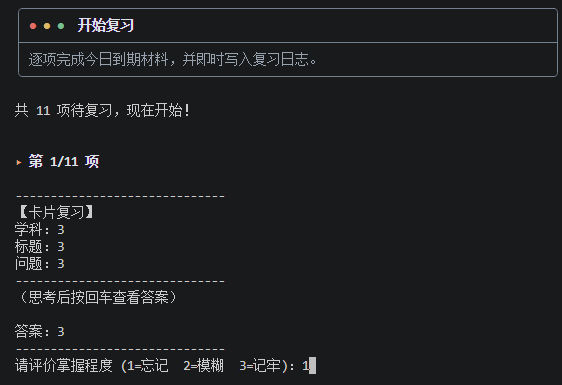 开始复习
逐项完成今日到期材料，并即时写入复习日志。
共 11 项待复习，现在开始！
▸ 第 1/11 项
------------------------------
【卡片复习】
学科：3
标题：3
问题：3
------------------------------
（思考后按回车查看答案）
答案：3
------------------------------
请评价掌握程度 (1=忘记  2=模糊  3=记牢)：1